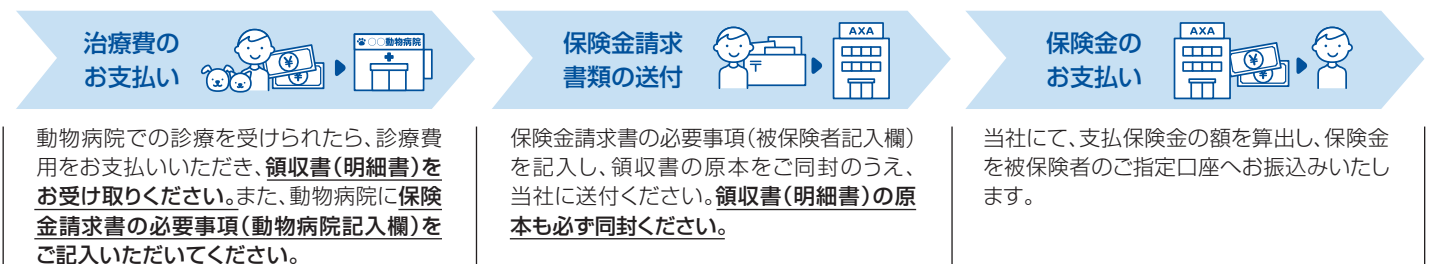 治療費の
お支払い
¥
○○動物病院
動物病院での診療を受けられたら、診療費
用をお支払いいただき、領収書(明細書)を
お受け取りください。また、動物病院に保険
金請求書の必要事項(動物病院記入欄)を
ご記入いただいてください。
保険金請求
書類の送付
〒
AXA
保険金請求書の必要事項(被保険者記入欄)
を記入し、領収書の原本をご同封のうえ、
当社に送付ください。領収書(明細書)の原
本も必ず同封ください。
保険金の
お支払い
AXA
¥
当社にて、支払保険金の額を算出し、保険金
を被保険者のご指定口座へお振込みいたし
ます。